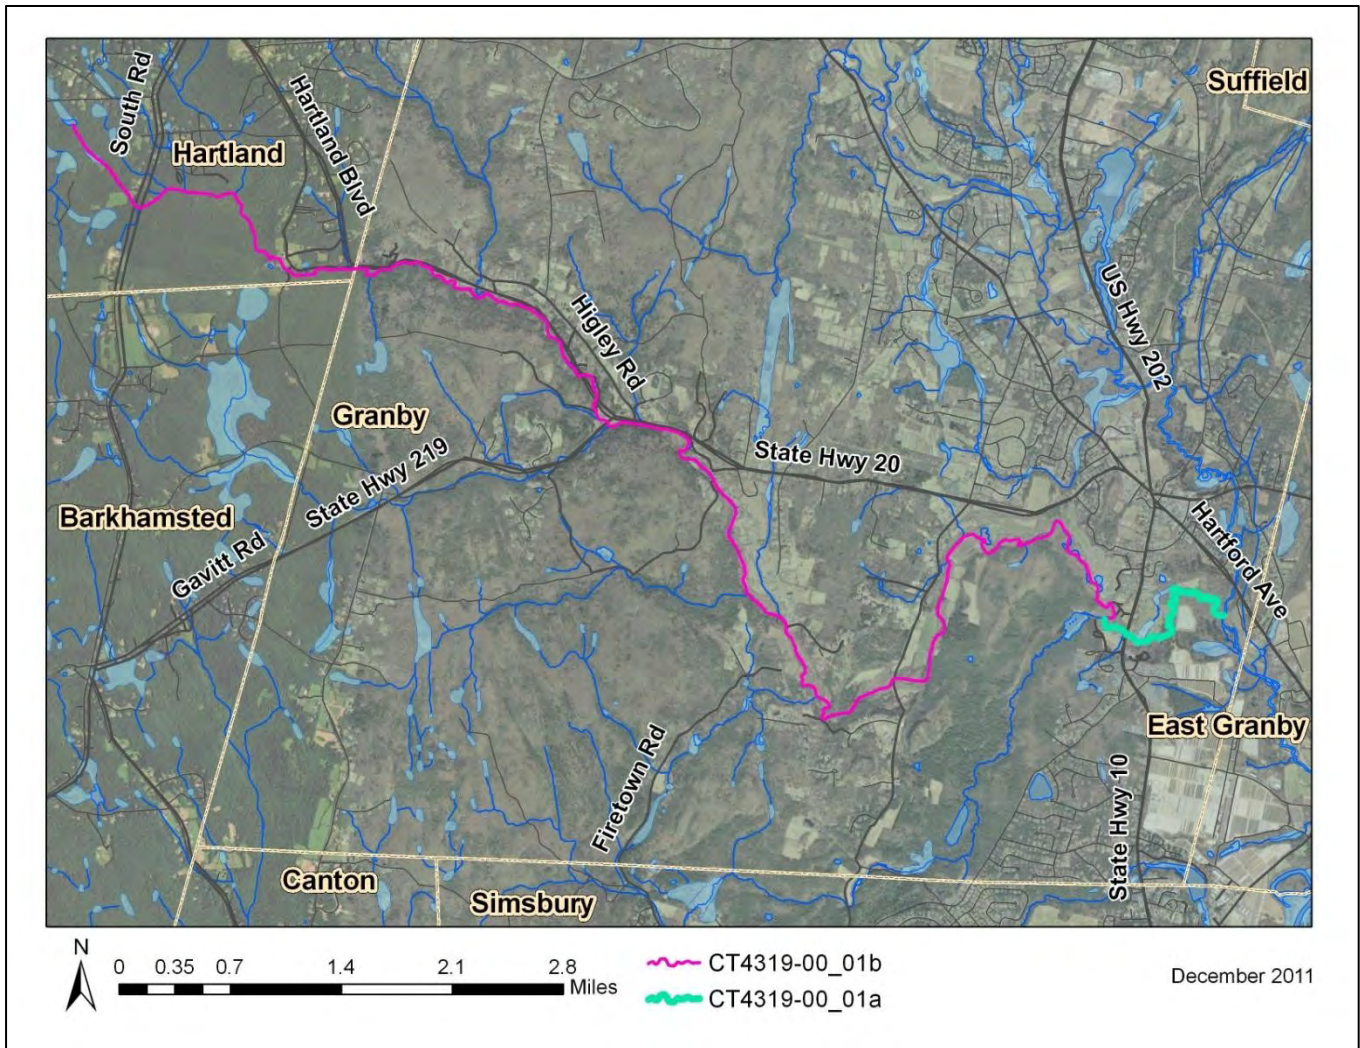 Suffield
South Rd
Hartland Blvd
Hartland
US Hwy 202
Higley Rd
Granby
State Hwy 20
State Hwy 219
Barkhamsted
Hartford Ave
Gavitt Rd
East Granby
Firetown Rd
State Hwy 10
Canton
Simsbury
N
0 0.35 0.7 1.4 2.1 2.8
Miles
CT4319-00_01b
CT4319-00_01a
December 2011